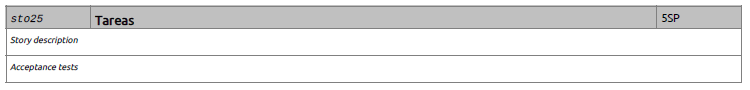 sto25 Tareas 5SP
Story description
Acceptance tests